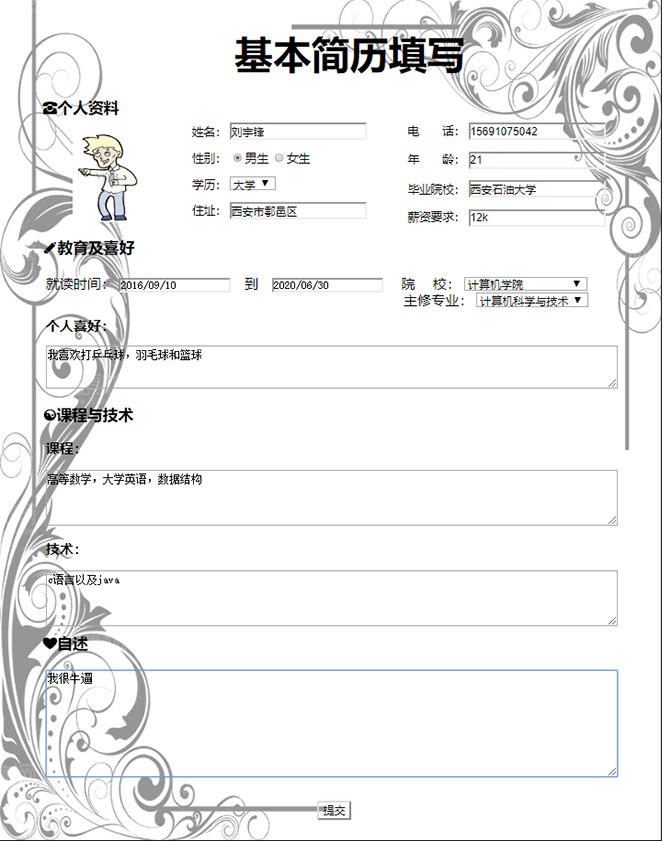 基本简历填写
☎个人资料
姓名： 刘宇锋 电 话： 15691075042
性别： 男生 女生 年 龄： 21
学历： 大学 毕业院校： 西安石油大学
住址： 西安市鄠邑区 薪资要求： 12k
✎教育及喜好
就读时间： 2016/09/10 到 2020/06/30 院 校： 计算机学院
主修专业： 计算机科学与技术
个人喜好：
我喜欢打乒乓球，羽毛球和篮球
☯课程与技术
课程：
高等数学，大学英语，数据结构
技术：
c语言以及java
❤自述
我很牛逼
提交